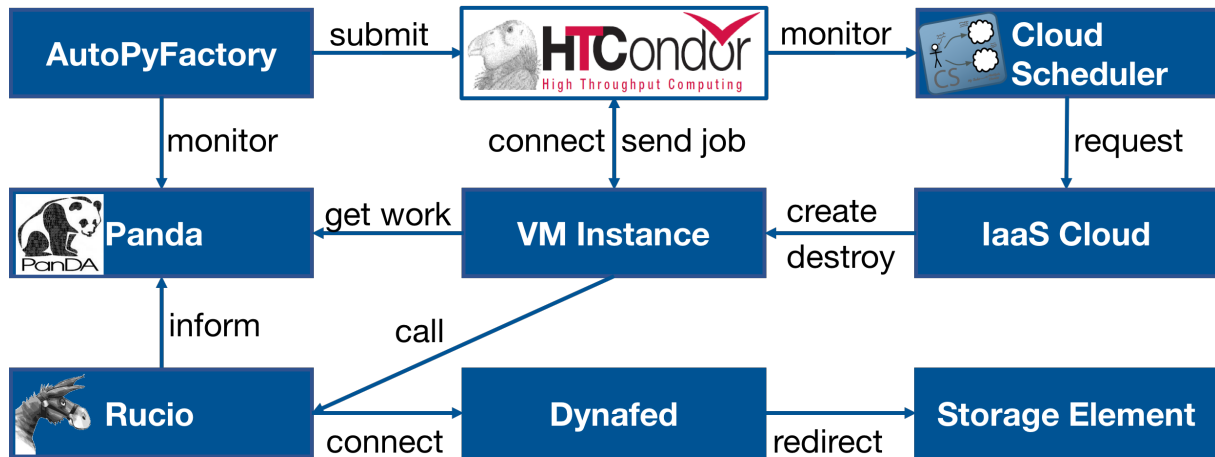 AutoPyFactory
submit
HTCondor
High Throughput Computing
monitor
CS
Cloud
Scheduler
monitor
connect
send job
request
PanDA
Panda
get work
VM Instance
create
destroy
IaaS Cloud
inform
call
Rucio
connect
Dynafed
redirect
Storage Element